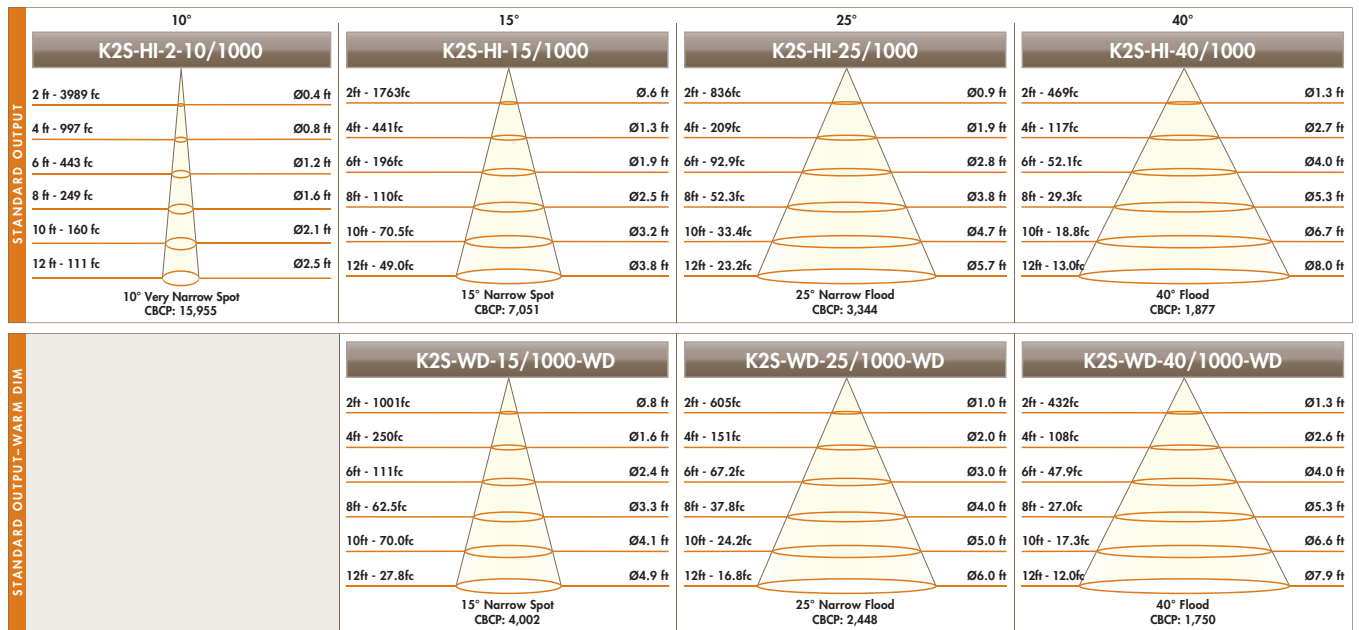 10°
15°
25°
40°
STANDARD OUTPUT
K2S-HI-2-10/1000
2 ft - 3989 fc Ø0.4 ft
4 ft - 997 fc Ø0.8 ft
6 ft - 443 fc Ø1.2 ft
8 ft - 249 fc Ø1.6 ft
10 ft - 160 fc Ø2.1 ft
12 ft - 111 fc Ø2.5 ft
10° Very Narrow Spot
CBCP: 15,955
K2S-HI-15/1000
2ft - 1763fc Ø.6 ft
4ft - 441fc Ø1.3 ft
6ft - 196fc Ø1.9 ft
8ft - 110fc Ø2.5 ft
10ft - 70.5fc Ø3.2 ft
12ft - 49.0fc Ø3.8 ft
15° Narrow Spot
CBCP: 7,051
K2S-HI-25/1000
2ft - 836fc Ø0.9 ft
4ft - 209fc Ø1.9 ft
6ft - 92.9fc Ø2.8 ft
8ft - 52.3fc Ø3.8 ft
10ft - 33.4fc Ø4.7 ft
12ft - 23.2fc Ø5.7 ft
25° Narrow Flood
CBCP: 3,344
K2S-HI-40/1000
2ft - 469fc Ø1.3 ft
4ft - 117fc Ø2.7 ft
6ft - 52.1fc Ø4.0 ft
8ft - 29.3fc Ø5.3 ft
10ft - 18.8fc Ø6.7 ft
12ft - 13.0fc Ø8.0 ft
40° Flood
CBCP: 1,877
STANDARD OUTPUT–WARM DIM
K2S-WD-15/1000-WD
2ft - 1001fc Ø.8 ft
4ft - 250fc Ø1.6 ft
6ft - 111fc Ø2.4 ft
8ft - 62.5fc Ø3.3 ft
10ft - 70.0fc Ø4.1 ft
12ft - 27.8fc Ø4.9 ft
15° Narrow Spot
CBCP: 4,002
K2S-WD-25/1000-WD
2ft - 605fc Ø1.0 ft
4ft - 151fc Ø2.0 ft
6ft - 67.2fc Ø3.0 ft
8ft - 37.8fc Ø4.0 ft
10ft - 24.2fc Ø5.0 ft
12ft - 16.8fc Ø6.0 ft
25° Narrow Flood
CBCP: 2,448
K2S-WD-40/1000-WD
2ft - 432fc Ø1.3 ft
4ft - 108fc Ø2.6 ft
6ft - 47.9fc Ø4.0 ft
8ft - 27.0fc Ø5.3 ft
10ft - 17.3fc Ø6.6 ft
12ft - 12.0fc Ø7.9 ft
40° Flood
CBCP: 1,750